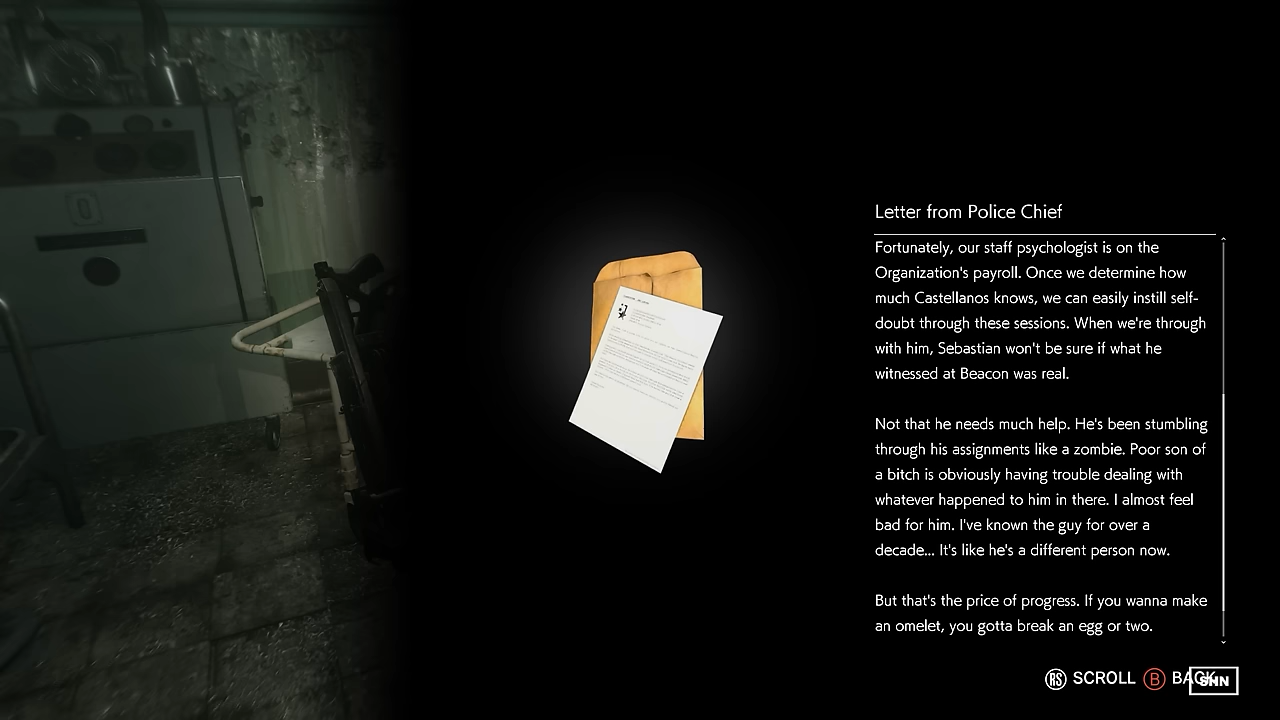 Letter from Police Chief
Fortunately, our staff psychologist is on the
Organization's payroll. Once we determine how
much Castellanos knows, we can easily instill self-
doubt through these sessions. When we're through
with him, Sebastian won't be sure if what he
witnessed at Beacon was real.
Not that he needs much help. He's been stumbling
through his assignments like a zombie. Poor son of
a bitch is obviously having trouble dealing with
whatever happened to him in there. I almost feel
bad for him. I've known the guy for over a
decade... It's like he's a different person now.
But that's the price of progress. If you wanna make
an omelet, you gotta break an egg or two.
RS SCROLL B BACK